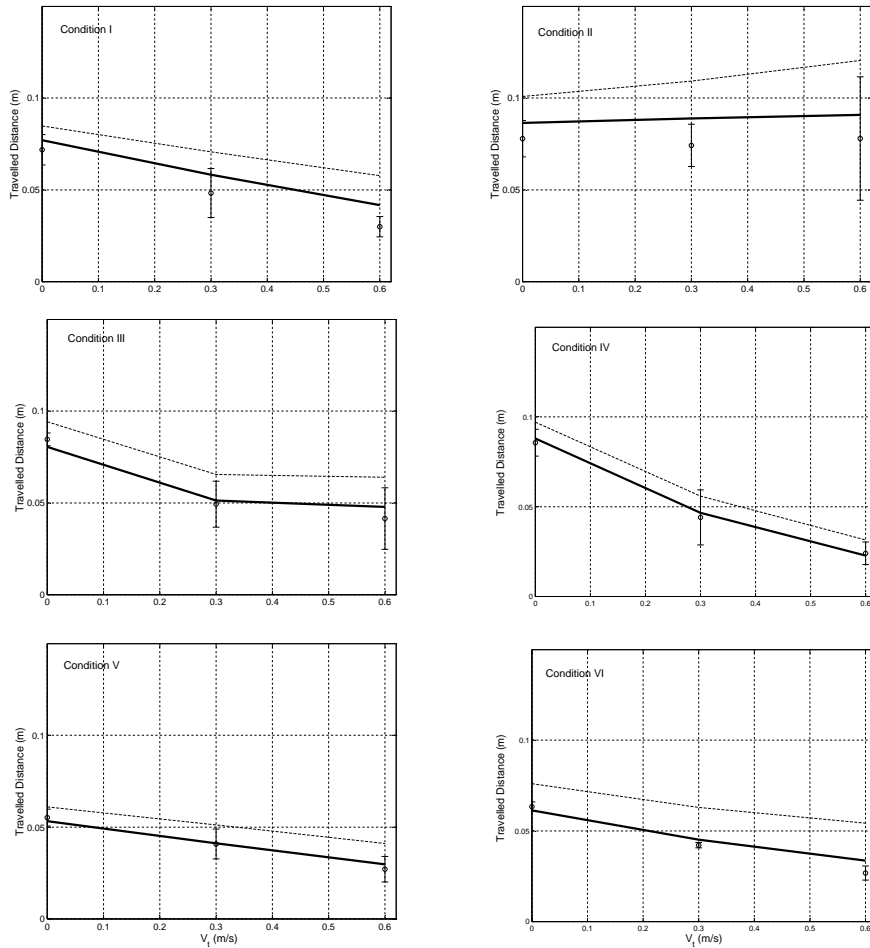 Condition I
Travelled Distance (m)
0.1
0.05
0
0 0.1 0.2 0.3 0.4 0.5 0.6
Condition II
Travelled Distance (m)
0.1
0.05
0
0 0.1 0.2 0.3 0.4 0.5 0.6
Condition III
Travelled Distance (m)
0.1
0.05
0
0 0.1 0.2 0.3 0.4 0.5 0.6
Condition IV
Travelled Distance (m)
0.1
0.05
0
0 0.1 0.2 0.3 0.4 0.5 0.6
Condition V
Travelled Distance (m)
0.1
0.05
0
0 0.1 0.2 0.3 0.4 0.5 0.6
V_t (m/s)
Condition VI
Travelled Distance (m)
0.1
0.05
0
0 0.1 0.2 0.3 0.4 0.5 0.6
V_t (m/s)